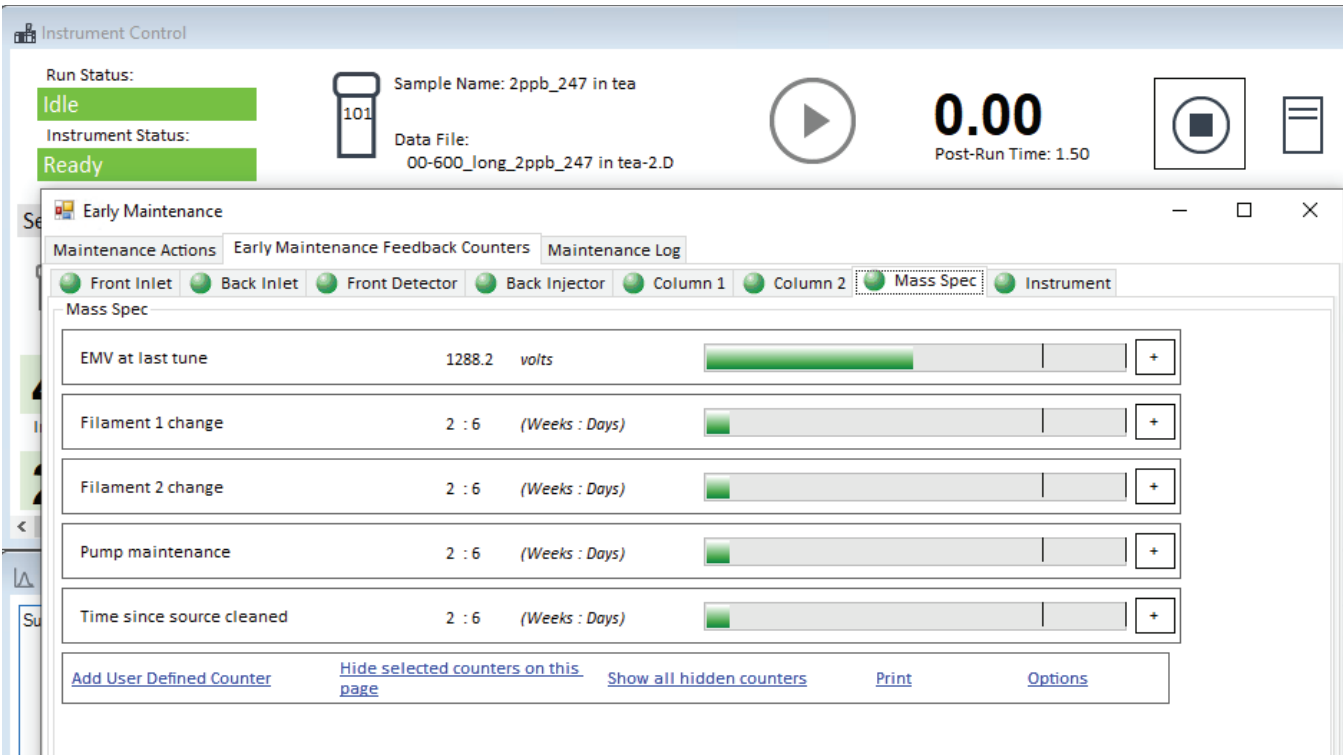 Instrument Control
Run Status:
Idle
Instrument Status:
Ready
101
Sample Name: 2ppb_247 in tea
Data File:
00-600_long_2ppb_247 in tea-2.D
0.00
Post-Run Time: 1.50
Se
Early Maintenance
Maintenance Actions Early Maintenance Feedback Counters Maintenance Log
Front Inlet Back Inlet Front Detector Back Injector Column 1 Column 2 Mass Spec Instrument
Mass Spec
EMV at last tune 1288.2 volts +
Filament 1 change 2 : 6 (Weeks : Days) +
Filament 2 change 2 : 6 (Weeks : Days) +
Pump maintenance 2 : 6 (Weeks : Days) +
Time since source cleaned 2 : 6 (Weeks : Days) +
Su
Add User Defined Counter Hide selected counters on this page Show all hidden counters Print Options